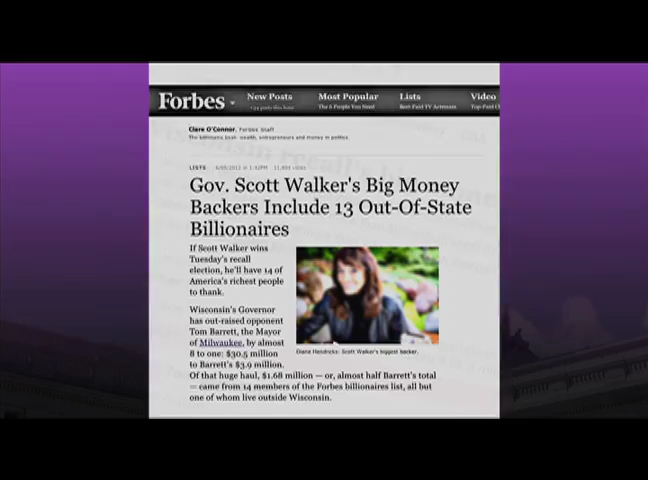 Forbes
New Posts
Most Popular
Lists
Video
Clare O'Connor, Forbes Staff
LISTS
Gov. Scott Walker's Big Money
Backers Include 13 Out-Of-State
Billionaires
If Scott Walker wins
Tuesday's recall
election, he'll have 14 of
America's richest people
to thank.
Diane Hendricks: Scott Walker's biggest backer.
Wisconsin's Governor
has out-raised opponent
Tom Barrett, the Mayor
of Milwaukee, by almost
8 to one: $30.5 million
to Barrett's $3.9 million.
Of that huge haul, $1.68 million — or, almost half Barrett's total
— came from 14 members of the Forbes billionaires list, all but
one of whom live outside Wisconsin.